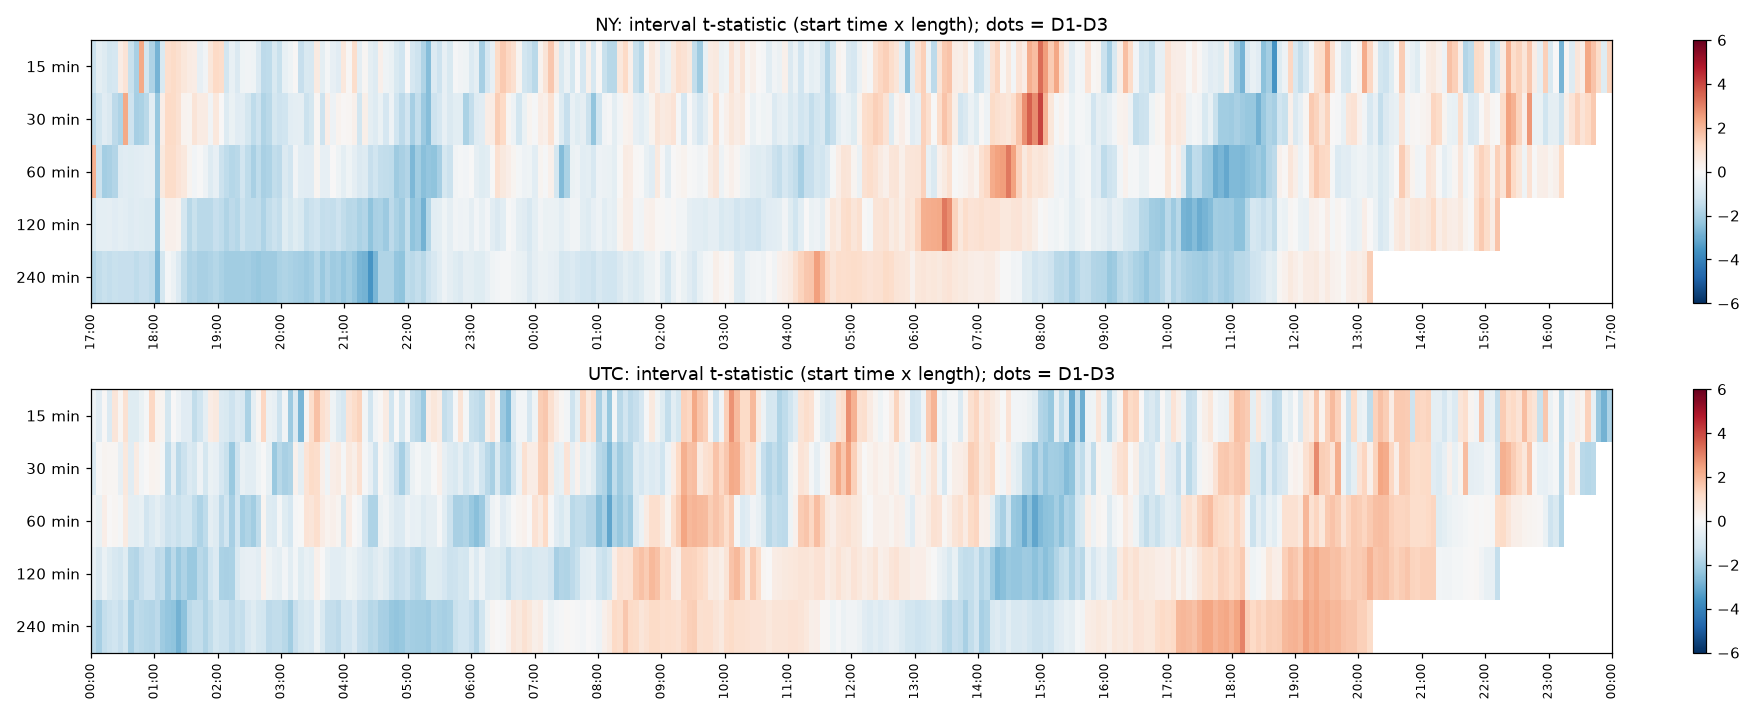 NY: interval t-statistic (start time x length); dots = D1-D3
15 min
30 min
60 min
120 min
240 min
17:00 18:00 19:00 20:00 21:00 22:00 23:00 00:00 01:00 02:00 03:00 04:00 05:00 06:00 07:00 08:00 09:00 10:00 11:00 12:00 13:00 14:00 15:00 16:00 17:00
6
4
2
0
−2
−4
−6
UTC: interval t-statistic (start time x length); dots = D1-D3
15 min
30 min
60 min
120 min
240 min
00:00 01:00 02:00 03:00 04:00 05:00 06:00 07:00 08:00 09:00 10:00 11:00 12:00 13:00 14:00 15:00 16:00 17:00 18:00 19:00 20:00 21:00 22:00 23:00 00:00
6
4
2
0
−2
−4
−6